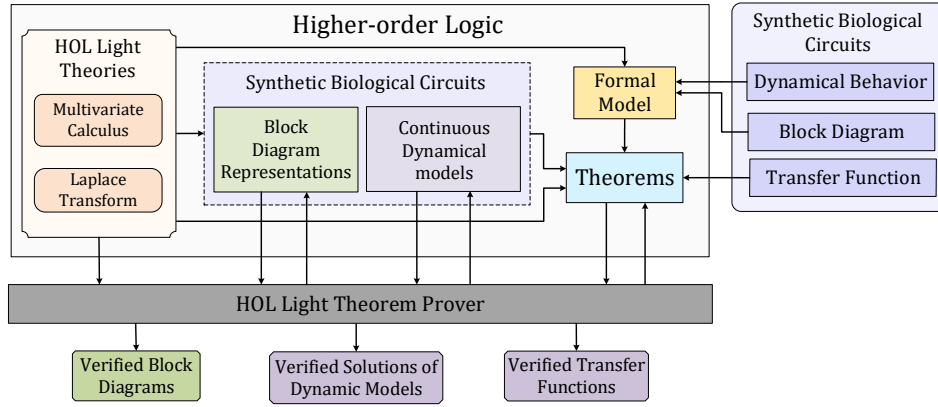 Higher-order Logic
HOL Light
Theories
Multivariate
Calculus
Laplace
Transform
Synthetic Biological Circuits
Block
Diagram
Representations
Continuous
Dynamical
models
Formal
Model
Theorems
Synthetic Biological
Circuits
Dynamical Behavior
Block Diagram
Transfer Function
HOL Light Theorem Prover
Verified Block
Diagrams
Verified Solutions of
Dynamic Models
Verified Transfer
Functions